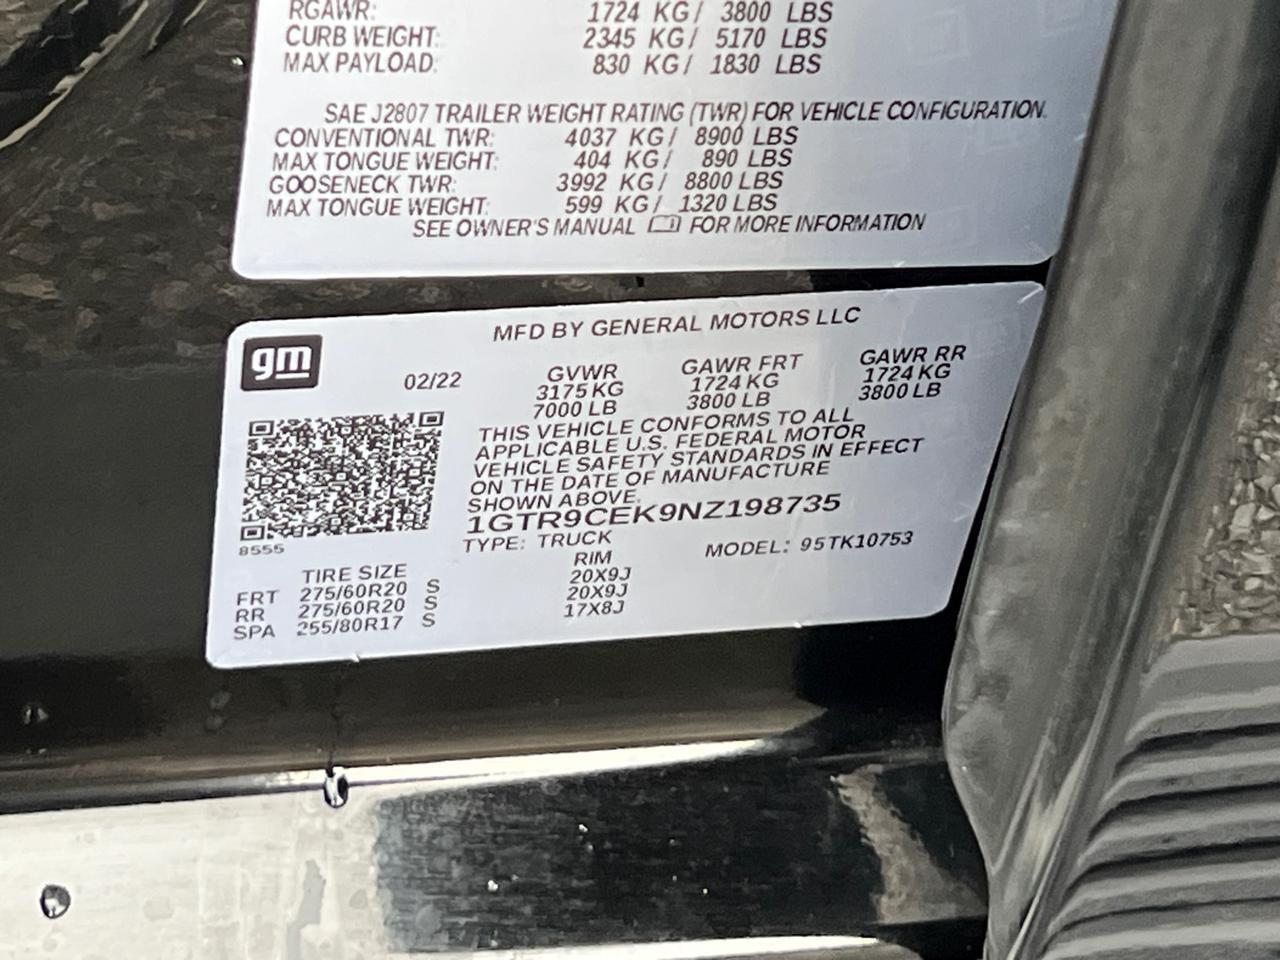 RGAWR: 1724 KG/ 3800 LBS
CURB WEIGHT: 2345 KG/ 5170 LBS
MAX PAYLOAD: 830 KG/ 1830 LBS
SAE J2807 TRAILER WEIGHT RATING (TWR) FOR VEHICLE CONFIGURATION.
CONVENTIONAL TWR: 4037 KG/ 8900 LBS
MAX TONGUE WEIGHT: 404 KG/ 890 LBS
GOOSENECK TWR: 3992 KG/ 8800 LBS
MAX TONGUE WEIGHT: 599 KG/ 1320 LBS
SEE OWNER'S MANUAL FOR MORE INFORMATION
gm
MFD BY GENERAL MOTORS LLC
02/22
GVWR GAWR FRT GAWR RR
3175 KG 1724 KG 1724 KG
7000 LB 3800 LB 3800 LB
THIS VEHICLE CONFORMS TO ALL
APPLICABLE U.S. FEDERAL MOTOR
VEHICLE SAFETY STANDARDS IN EFFECT
ON THE DATE OF MANUFACTURE
SHOWN ABOVE.
1GTR9CEK9NZ198735
8555
TYPE: TRUCK MODEL: 95TK10753
TIRE SIZE RIM
FRT 275/60R20 S 20X9J
RR 275/60R20 S 20X9J
SPA 255/80R17 S 17X8J